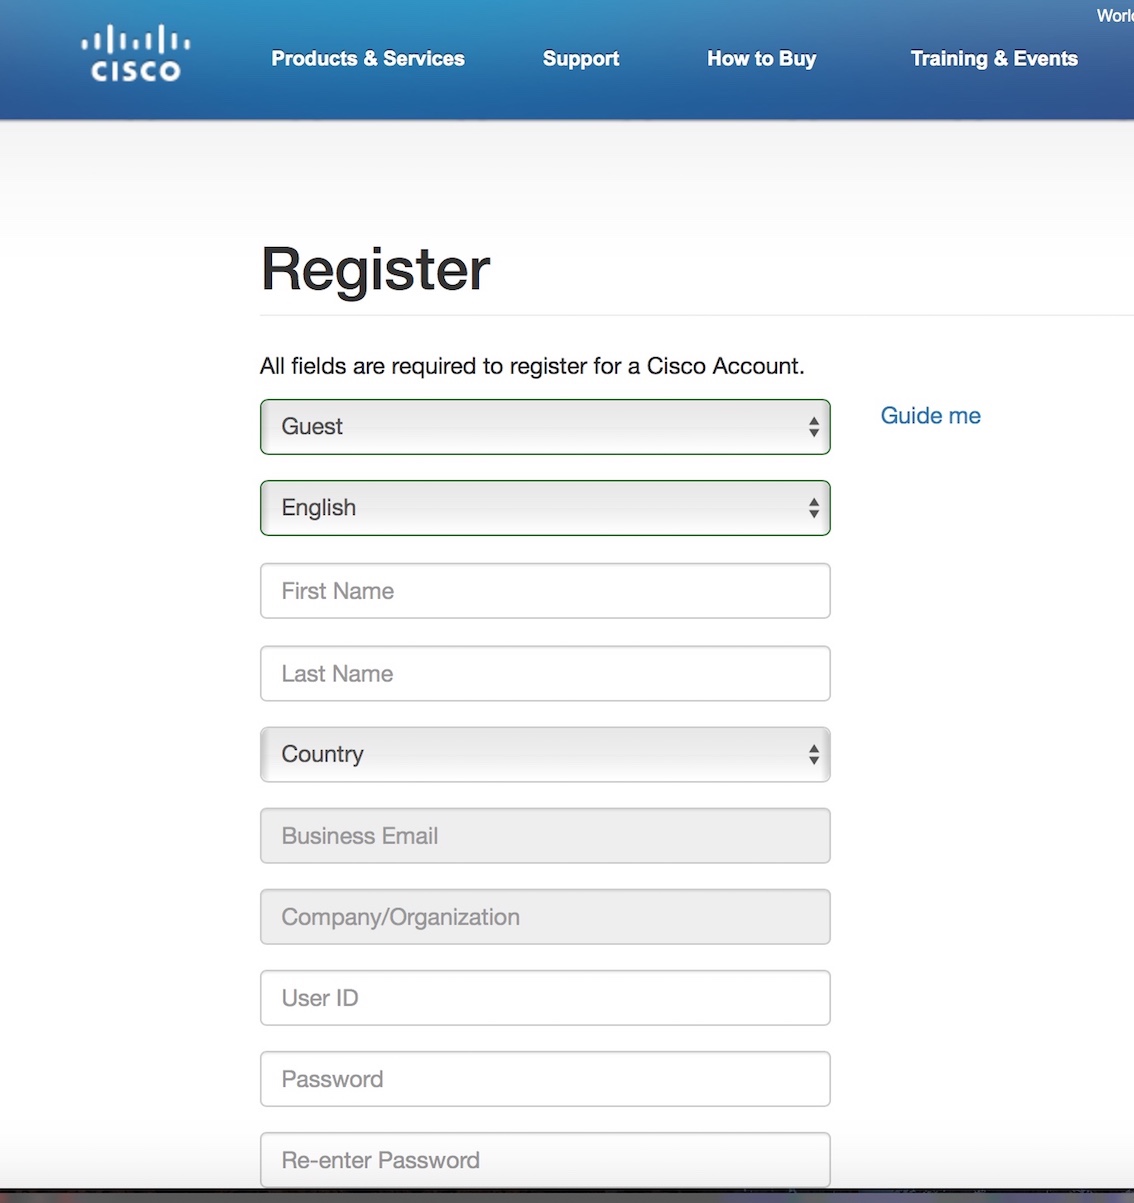 Worl
CISCO
Products & Services Support How to Buy Training & Events
Register
All fields are required to register for a Cisco Account.
Guest
Guide me
English
First Name
Last Name
Country
Business Email
Company/Organization
User ID
Password
Re-enter Password